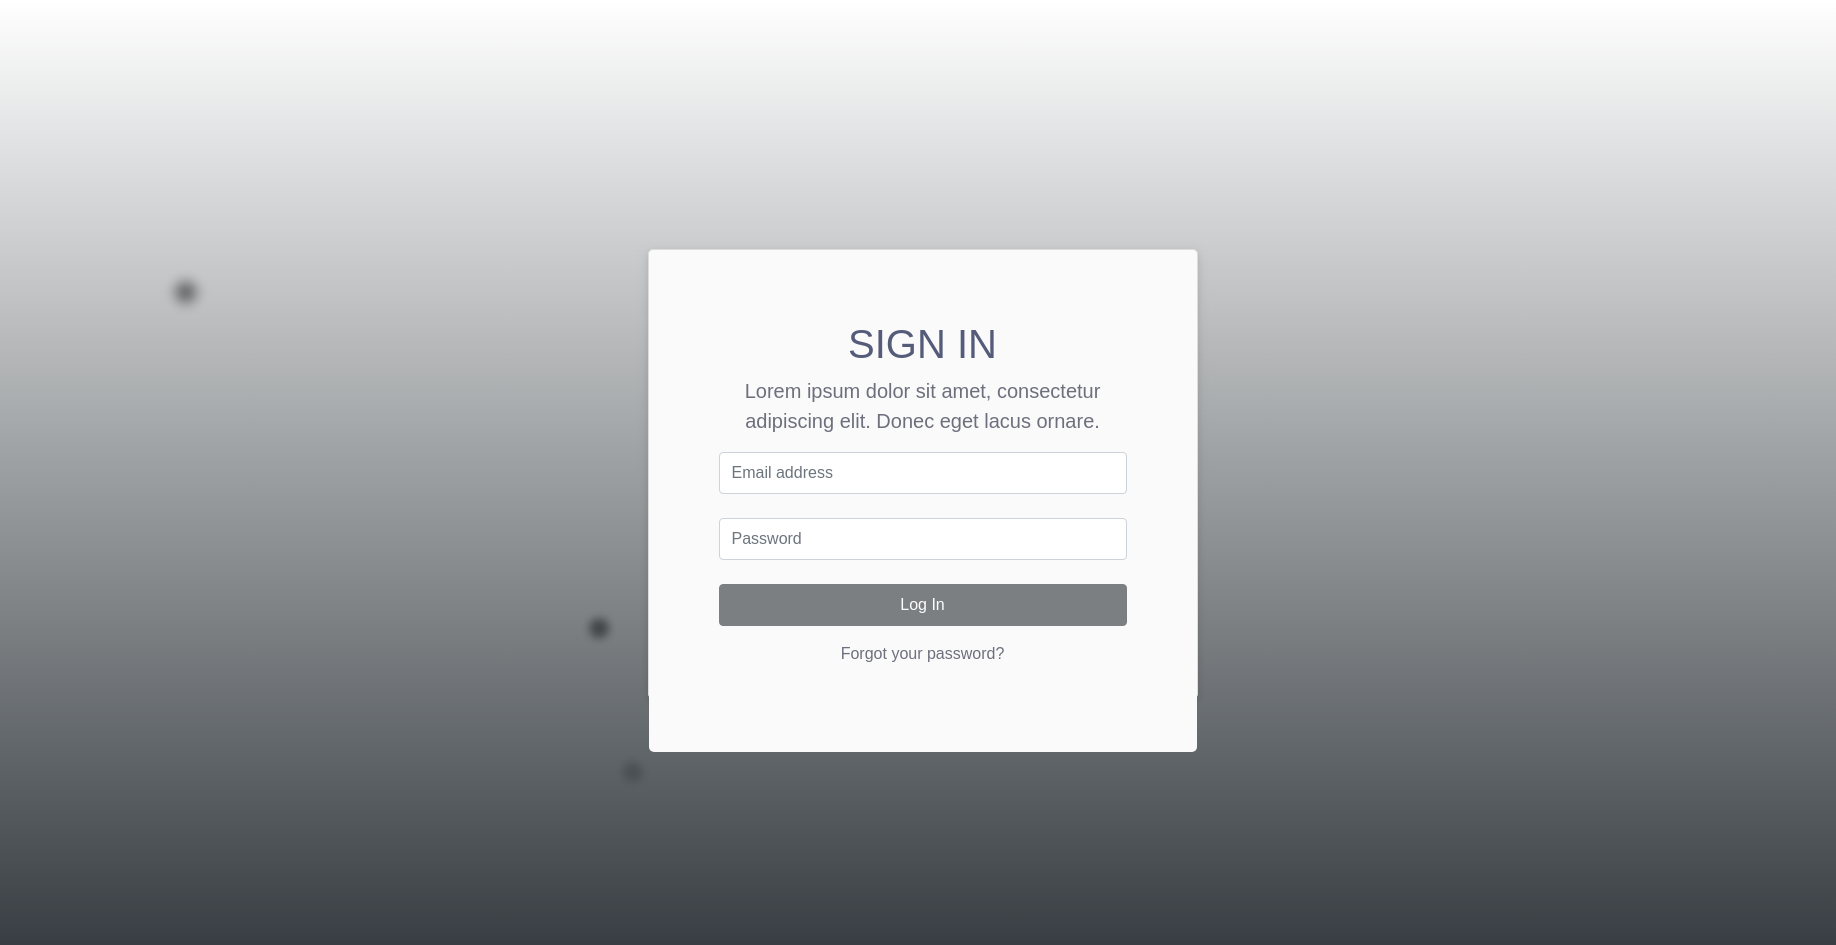 SIGN IN
Lorem ipsum dolor sit amet, consectetur
adipiscing elit. Donec eget lacus ornare.
Email address
Password
Log In
Forgot your password?